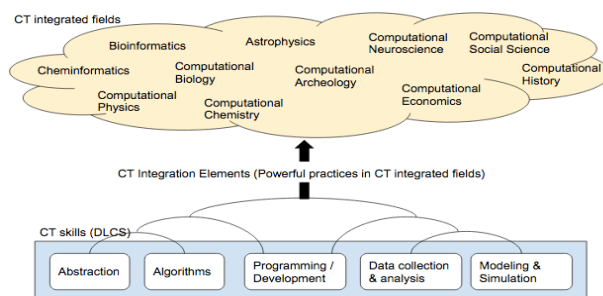 CT integrated fields
Bioinformatics
Astrophysics
Computational
Neuroscience
Computational
Social Science
Cheminformatics
Computational
Biology
Computational
Archeology
Computational
History
Computational
Physics
Computational
Chemistry
Computational
Economics
CT Integration Elements (Powerful practices in CT integrated fields)
CT skills (DLCS)
Abstraction
Algorithms
Programming /
Development
Data collection
& analysis
Modeling &
Simulation